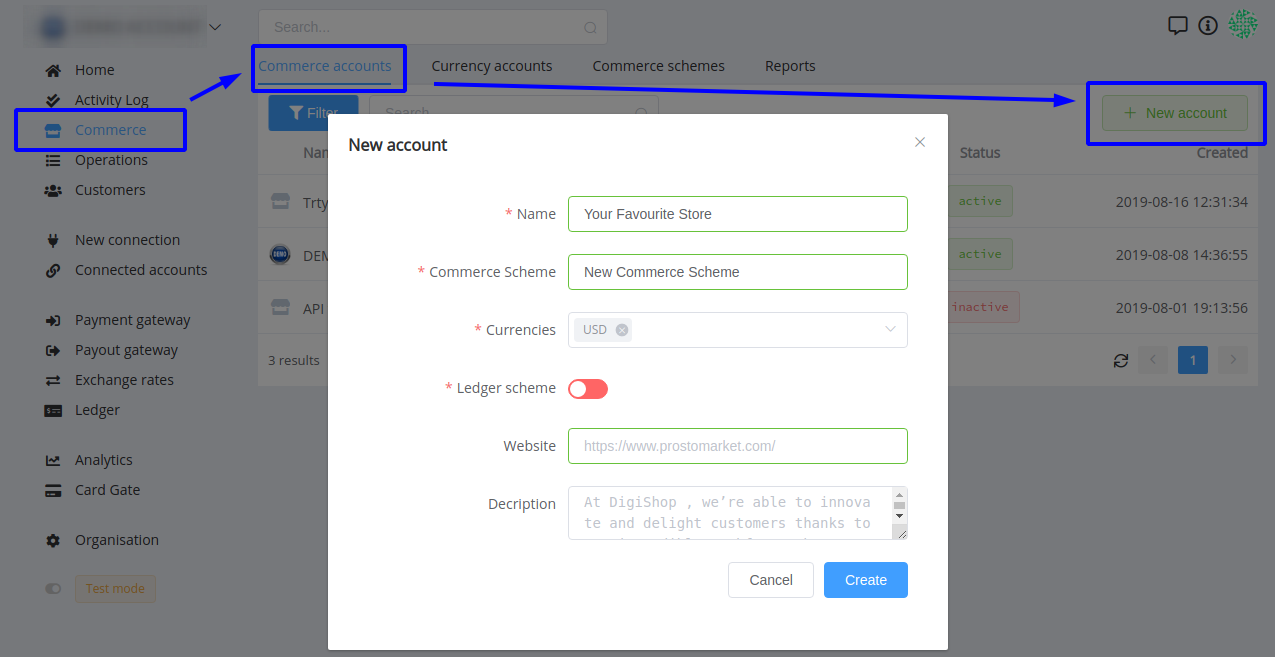 Search...
Home
Activity Log
Commerce
Operations
Customers
New connection
Connected accounts
Payment gateway
Payout gateway
Exchange rates
Ledger
Analytics
Card Gate
Organisation
Test mode
Commerce accounts Currency accounts Commerce schemes Reports
Filter Search + New account
Status Created
Trty active 2019-08-16 12:31:34
DEMO active 2019-08-08 14:36:55
API inactive 2019-08-01 19:13:56
3 results 1
New account
* Name Your Favourite Store
* Commerce Scheme New Commerce Scheme
* Currencies USD
* Ledger scheme
Website https://www.prostomarket.com/
Decription At DigiShop , we’re able to innova
te and delight customers thanks to
Cancel Create